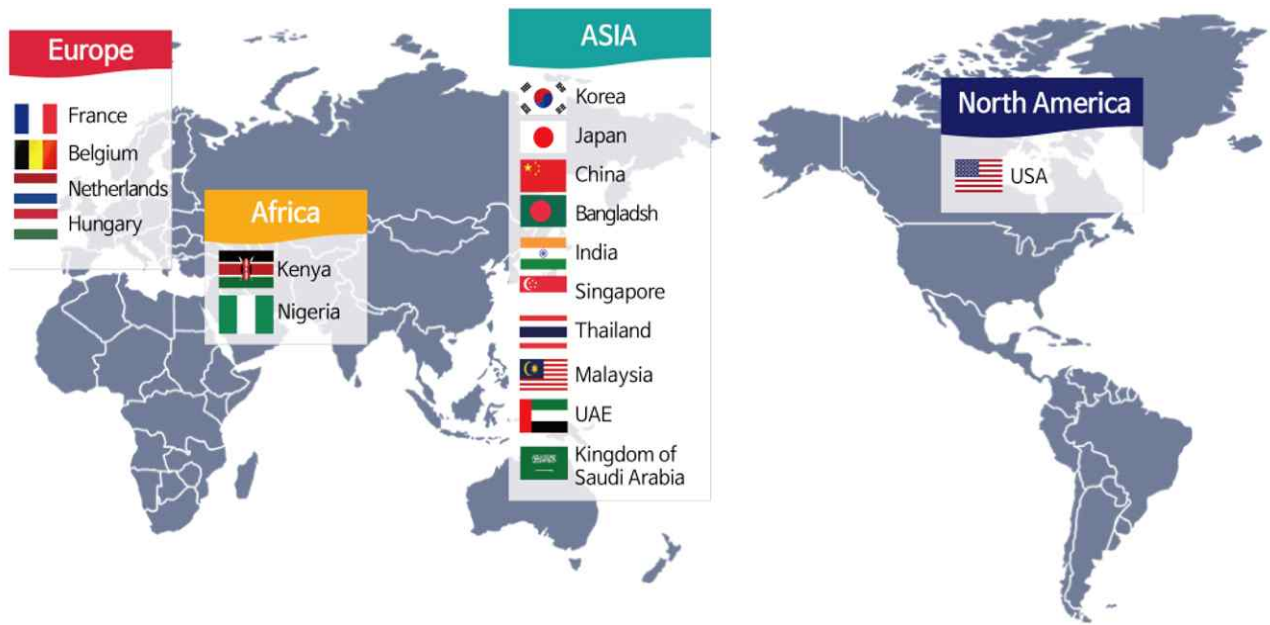 Europe
France
Belgium
Netherlands
Hungary
Africa
Kenya
Nigeria
ASIA
Korea
Japan
China
Bangladsh
India
Singapore
Thailand
Malaysia
UAE
Kingdom of
Saudi Arabia
North America
USA